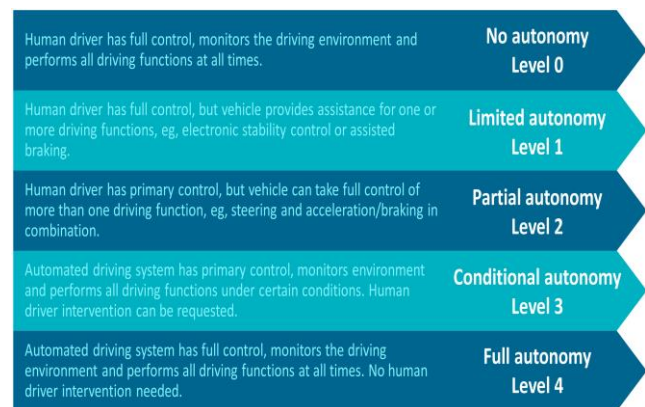 Human driver has full control, monitors the driving environment and
performs all driving functions at all times.
No autonomy
Level 0
Human driver has full control, but vehicle provides assistance for one or
more driving functions, eg, electronic stability control or assisted
braking.
Limited autonomy
Level 1
Human driver has primary control, but vehicle can take full control of
more than one driving function, eg, steering and acceleration/braking in
combination.
Partial autonomy
Level 2
Automated driving system has primary control, monitors environment
and performs all driving functions under certain conditions. Human
driver intervention can be requested.
Conditional autonomy
Level 3
Automated driving system has full control, monitors the driving
environment and performs all driving functions at all times. No human
driver intervention needed.
Full autonomy
Level 4